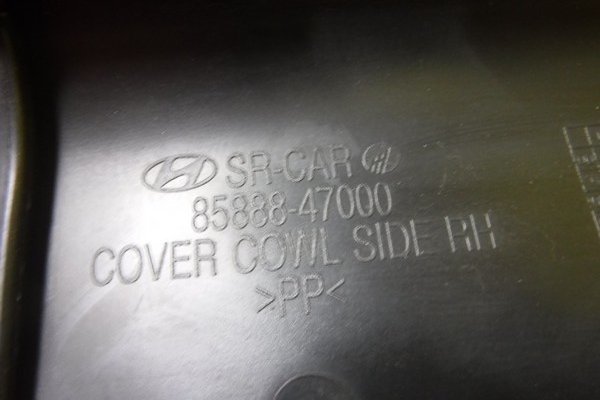 SR-CAR
85888-47000
COVER COWL SIDE RH
>PP<